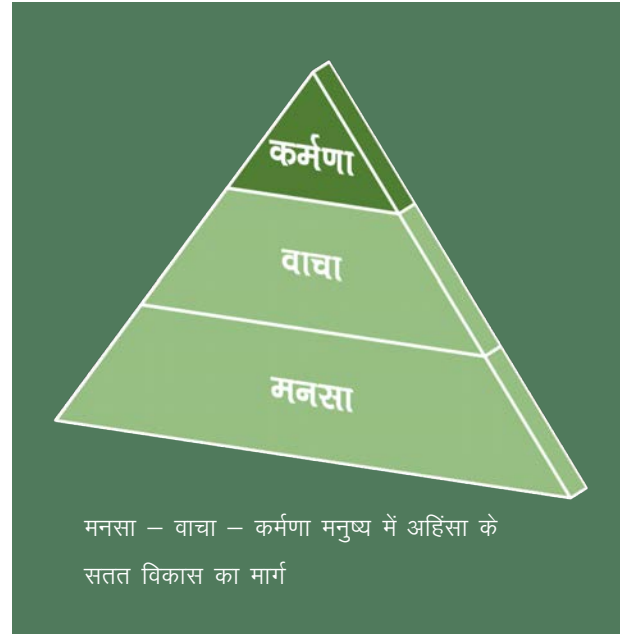 कर्मणा
वाचा
मनसा
मनसा – वाचा – कर्मणा मनुष्य में अहिंसा के
सतत विकास का मार्ग